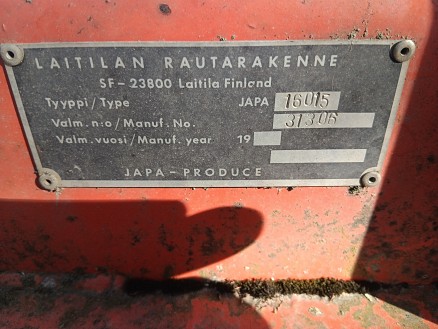 LAITILAN RAUTARAKENNE
SF-23800 Laitila Finland
Tyyppi/Type JAPA 16015
Valm. n:o/Manuf. No. 31306
Valm. vuosi/Manuf. year 19
JAPA-PRODUCE